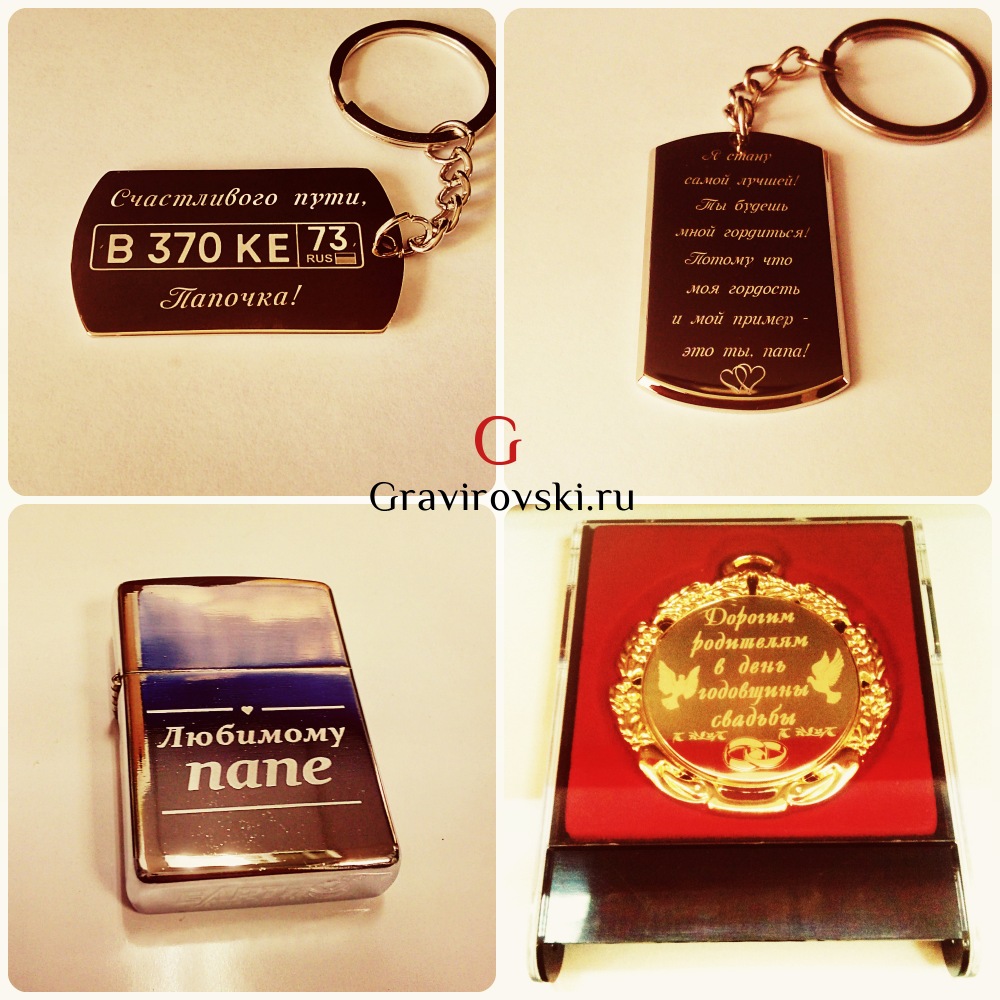 Счастливого пути,
В 370 КЕ 73
RUS
Папочка!
Я стану
самой лучшей!
Ты будешь
мной гордиться!
Потому что
моя гордость
и мой пример -
это ты, папа!
G
Gravirovski.ru
Любимому
папе
Дорогим
родителям
в день
годовщины
свадьбы